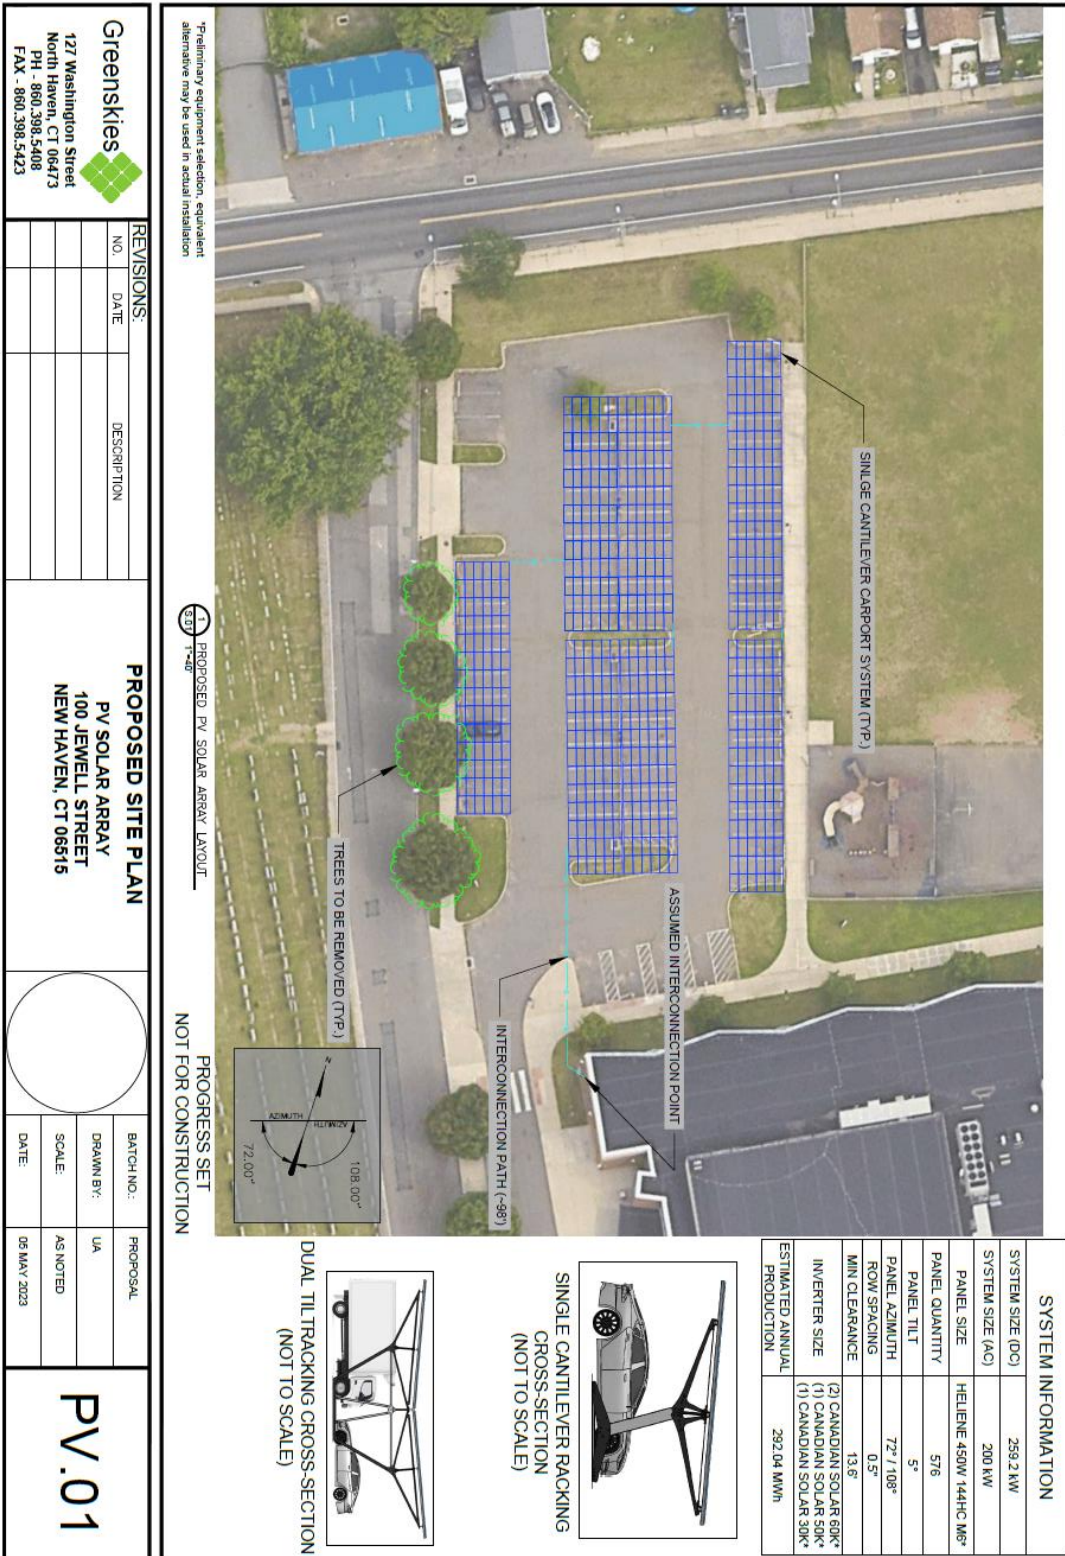 SYSTEM INFORMATION
SYSTEM SIZE (DC) 259.2 kW
SYSTEM SIZE (AC) 200 kW
PANEL SIZE HELIENE 450W 144HC M6*
PANEL QUANTITY 576
PANEL TILT 5°
PANEL AZIMUTH 72° / 108°
ROW SPACING 0.5"
MIN CLEARANCE 13.6'
INVERTER SIZE (2) CANADIAN SOLAR 60K*
(1) CANADIAN SOLAR 50K*
(1) CANADIAN SOLAR 30K*
ESTIMATED ANNUAL
PRODUCTION 292.04 MWh
SINLGE CANTILEVER CARPORT SYSTEM (TYP.)
ASSUMED INTERCONNECTION POINT
INTERCONNECTION PATH (~98')
TREES TO BE REMOVED (TYP.)
SINGLE CANTILEVER RACKING
CROSS-SECTION
(NOT TO SCALE)
DUAL TILTRACKING CROSS-SECTION
(NOT TO SCALE)
N
AZIMUTH
AZIMUTH
108.00°
72.00°
*Preliminary equipment selection, equivalent
alternative may be used in actual installation
1
S.01
PROPOSED PV SOLAR ARRAY LAYOUT
1"=40'
PROGRESS SET
NOT FOR CONSTRUCTION
Greenskies
127 Washington Street
North Haven, CT 06473
PH - 860.398.5408
FAX - 860.398.5423
REVISIONS:
NO. DATE DESCRIPTION
PROPOSED SITE PLAN
PV SOLAR ARRAY
100 JEWELL STREET
NEW HAVEN, CT 06515
BATCH NO.: PROPOSAL
DRAWN BY: UA
SCALE: AS NOTED
DATE: 05 MAY 2023
PV.01